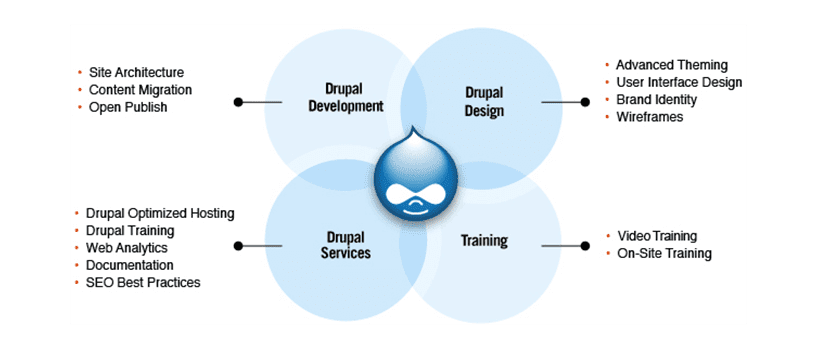 Site Architecture
Content Migration
Open Publish
Drupal
Development
Drupal
Design
Advanced Theming
User Interface Design
Brand Identity
Wireframes
Drupal Optimized Hosting
Drupal Training
Web Analytics
Documentation
SEO Best Practices
Drupal
Services
Training
Video Training
On-Site Training